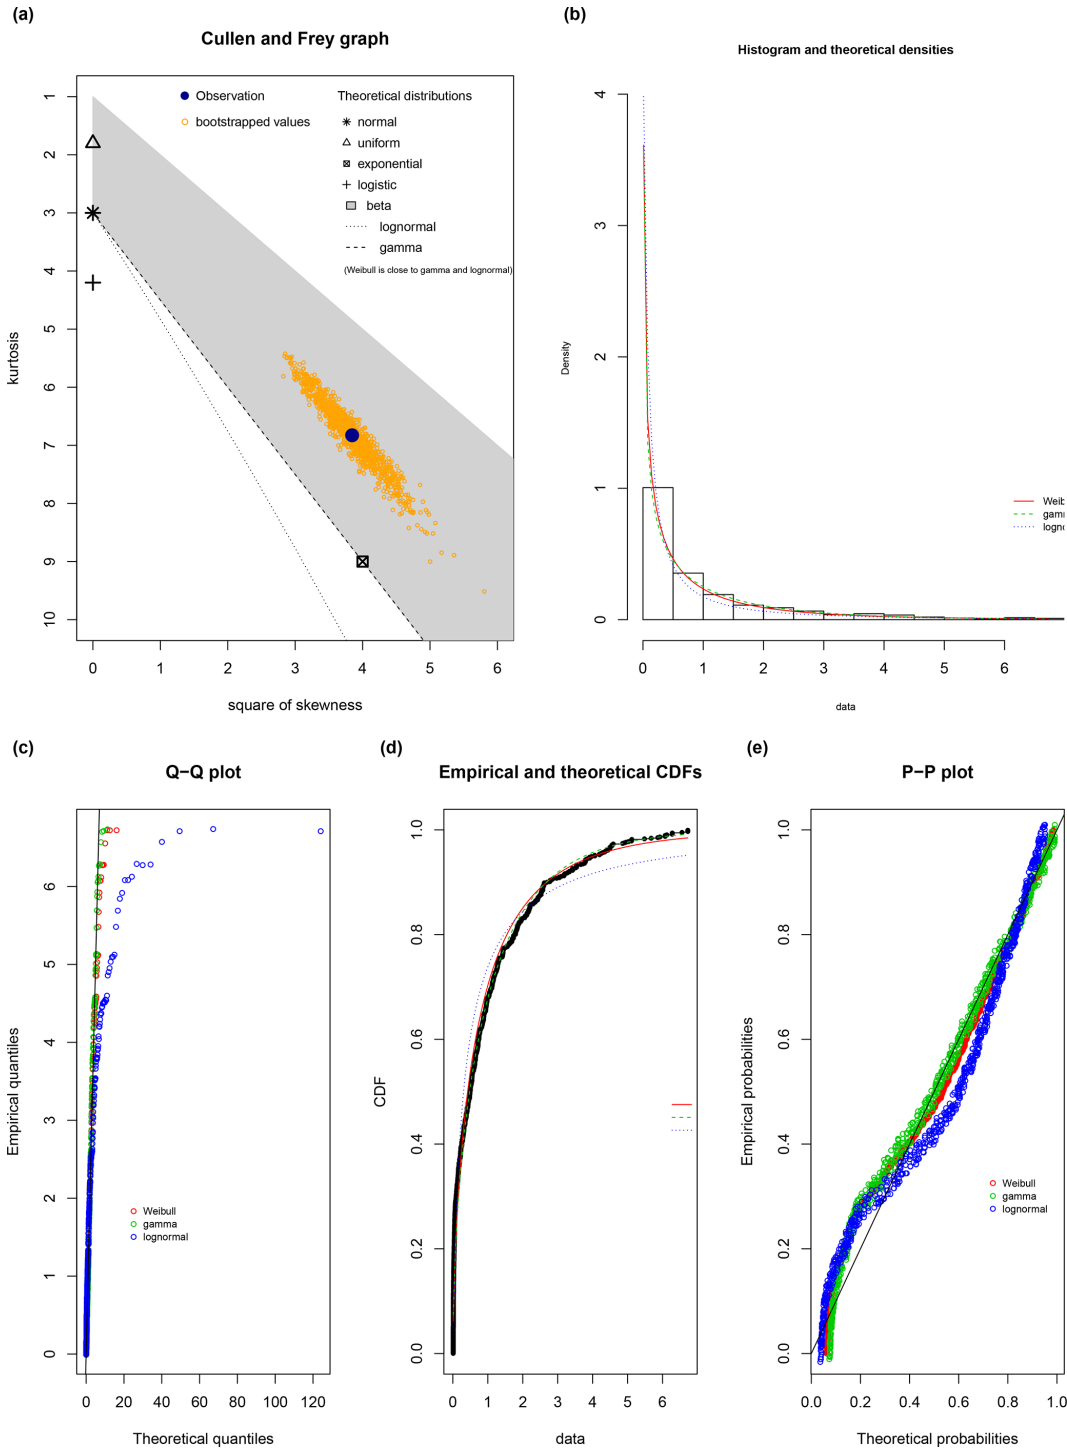 (a)
Cullen and Frey graph
Observation
bootstrapped values
Theoretical distributions
normal
uniform
exponential
logistic
beta
lognormal
gamma
(Weibull is close to gamma and lognormal)
kurtosis
1
2
3
4
5
6
7
8
9
10
0 1 2 3 4 5 6
square of skewness
(b)
Histogram and theoretical densities
Density
4
3
2
1
0
Weib
gam
logn
0 1 2 3 4 5 6
data
(c)
Q−Q plot
Empirical quantiles
6
5
4
3
2
1
0
Weibull
gamma
lognormal
0 20 40 60 80 100 120
Theoretical quantiles
(d)
Empirical and theoretical CDFs
CDF
1.0
0.8
0.6
0.4
0.2
0.0
0 1 2 3 4 5 6
data
(e)
P−P plot
Empirical probabilities
1.0
0.8
0.6
0.4
0.2
0.0
Weibull
gamma
lognormal
0.0 0.2 0.4 0.6 0.8 1.0
Theoretical probabilities